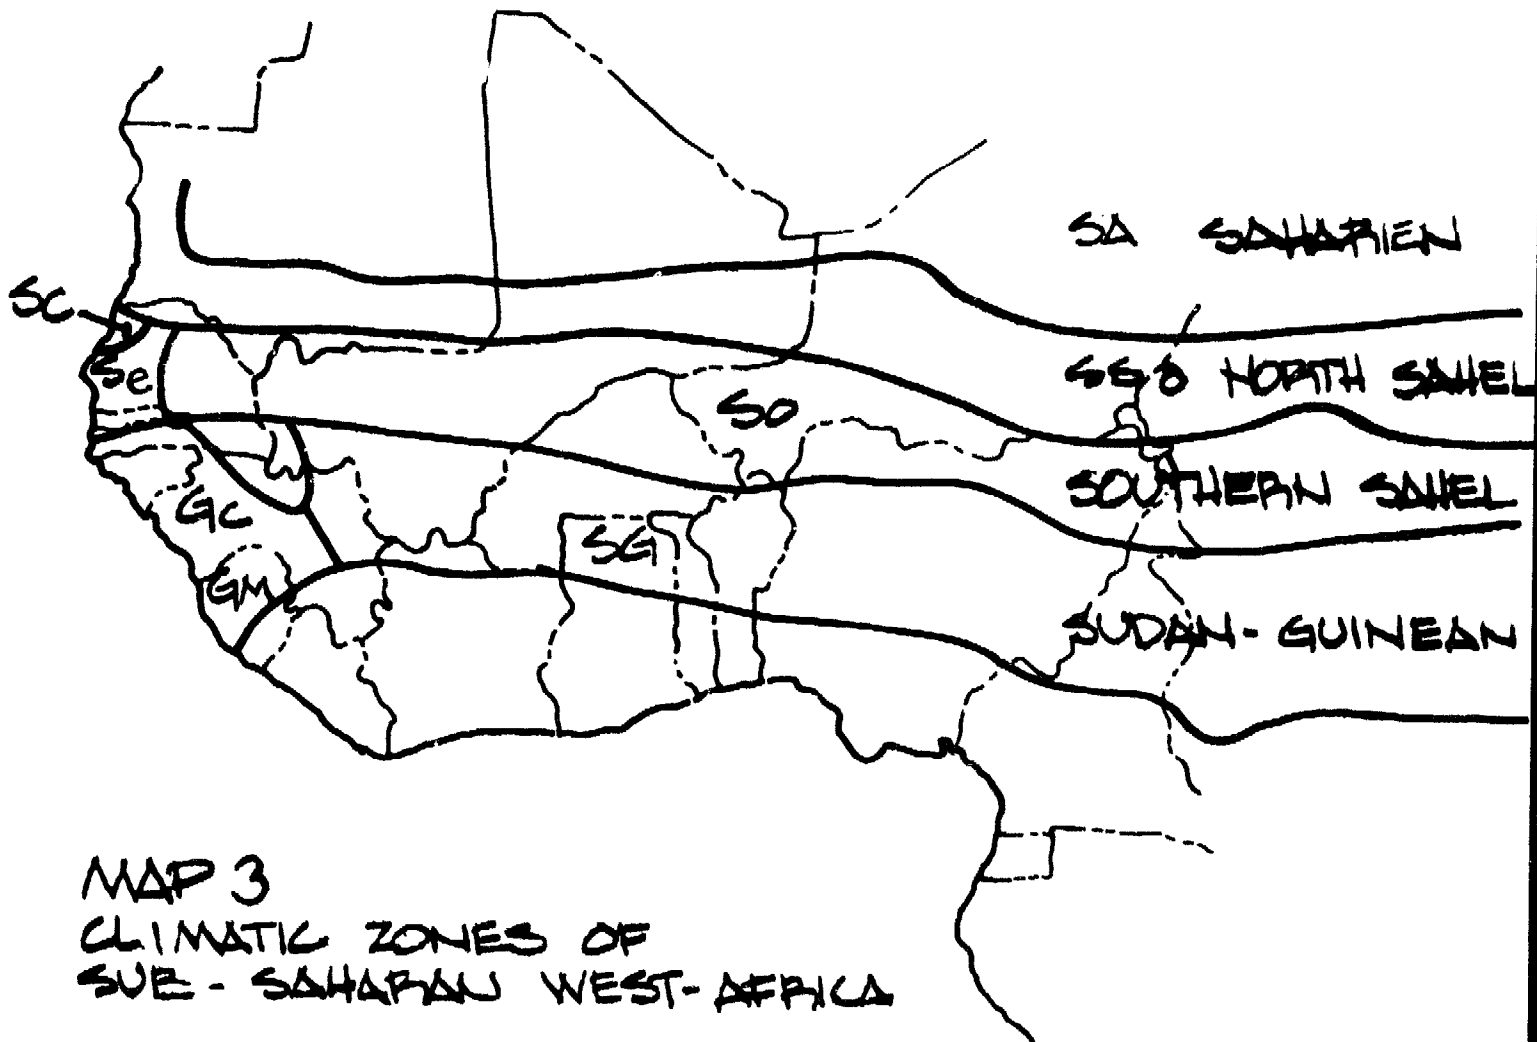 SA SAHARIEN
Sc
Se
NORTH SAHEL
So
SOUTHERN SAHEL
Gc
SG
GM
SUDAN-GUINEAN
MAP 3
CLIMATIC ZONES OF
SUB-SAHARAN WEST-AFRICA